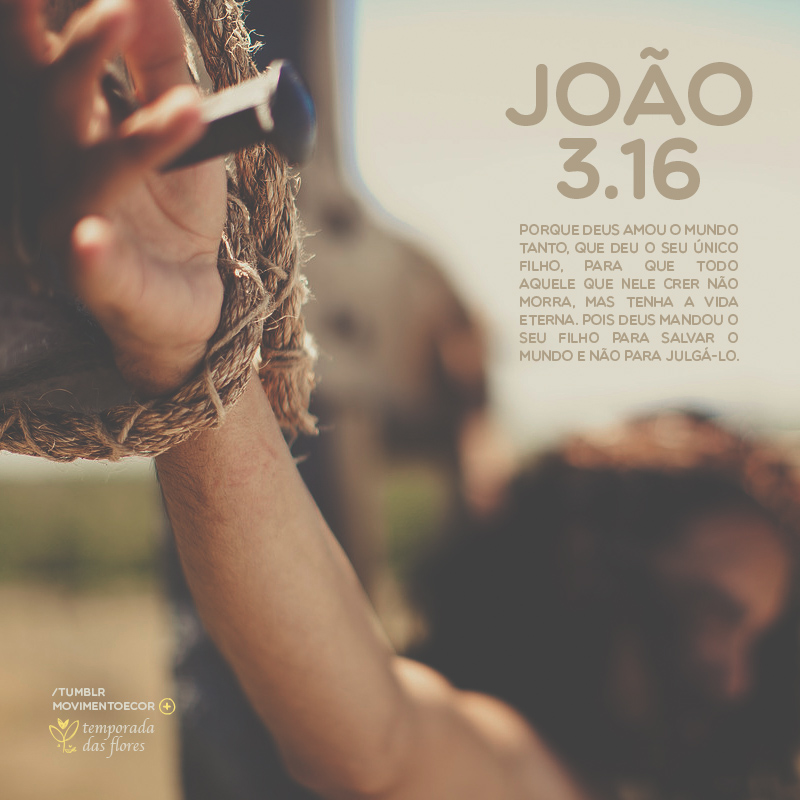 JOÃO
3.16
PORQUE DEUS AMOU O MUNDO
TANTO, QUE DEU O SEU ÚNICO
FILHO, PARA QUE TODO
AQUELE QUE NELE CRER NÃO
MORRA, MAS TENHA A VIDA
ETERNA. POIS DEUS MANDOU O
SEU FILHO PARA SALVAR O
MUNDO E NÃO PARA JULGÁ-LO.
/TUMBLR
MOVIMENTOECOR +
temporada
das flores